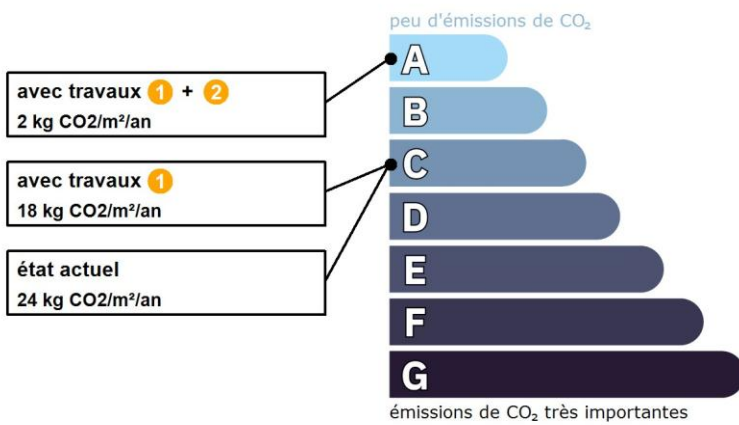 peu d'émissions de CO₂
A
avec travaux 1 + 2
2 kg CO2/m²/an
B
C
avec travaux 1
18 kg CO2/m²/an
D
état actuel
24 kg CO2/m²/an
E
F
G
émissions de CO₂ très importantes